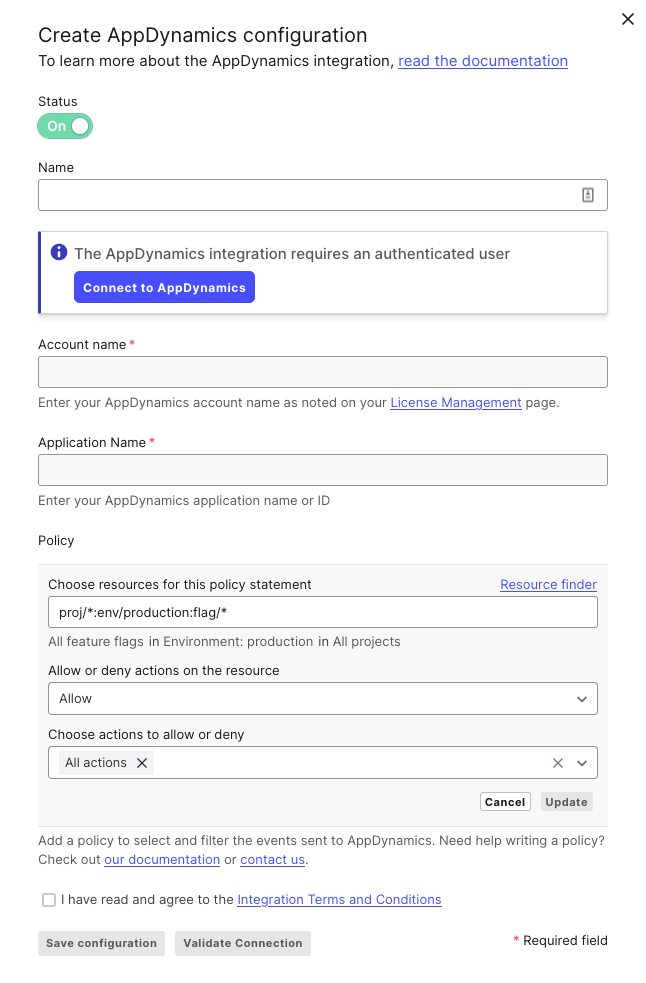 Create AppDynamics configuration
To learn more about the AppDynamics integration, read the documentation
Status
On
Name
The AppDynamics integration requires an authenticated user
Connect to AppDynamics
Account name *
Enter your AppDynamics account name as noted on your License Management page.
Application Name *
Enter your AppDynamics application name or ID
Policy
Choose resources for this policy statement Resource finder
proj/*:env/production:flag/*
All feature flags in Environment: production in All projects
Allow or deny actions on the resource
Allow
Choose actions to allow or deny
All actions
Cancel Update
Add a policy to select and filter the events sent to AppDynamics. Need help writing a policy?
Check out our documentation or contact us.
I have read and agree to the Integration Terms and Conditions
Save configuration Validate Connection * Required field